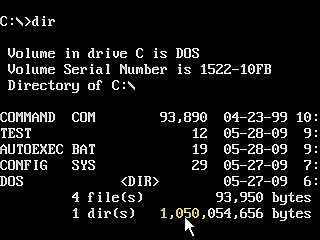 C:\>dir
Volume in drive C is DOS
Volume Serial Number is 1522-10FB
Directory of C:\
COMMAND COM 93,890 04-23-99 10:
TEST 12 05-28-09 5:
AUTOEXEC BAT 19 05-28-09 7:
CONFIG SYS 29 05-27-09 7:
DOS <DIR> 05-27-09 6:
4 file(s) 93,950 bytes
1 dir(s) 1,050,054,656 bytes